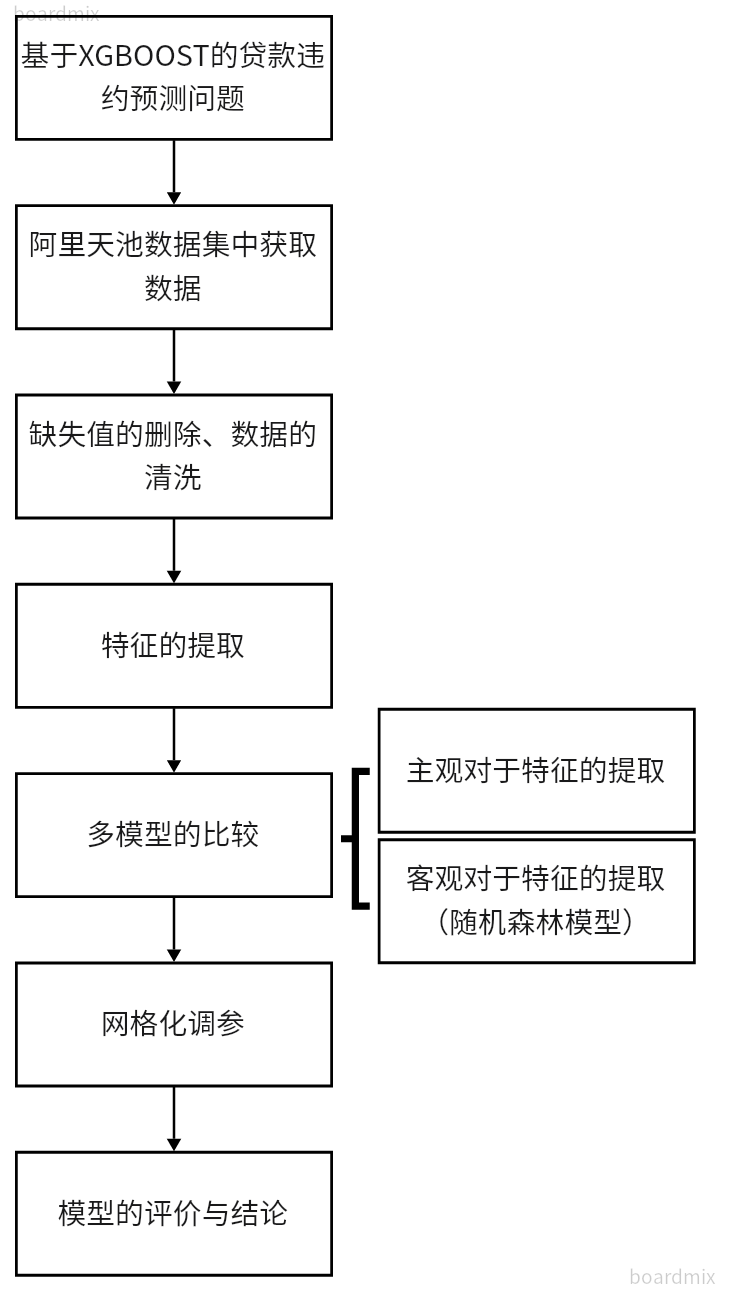 boardmix
基于XGBOOST的贷款违
约预测问题
阿里天池数据集中获取
数据
缺失值的删除、数据的
清洗
特征的提取
多模型的比较
主观对于特征的提取
客观对于特征的提取
（随机森林模型）
网格化调参
模型的评价与结论
boardmix